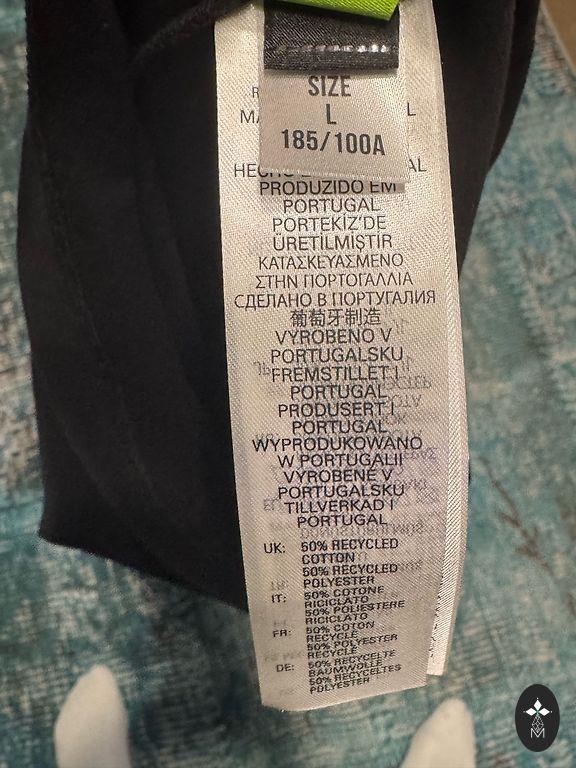 SIZE
L
185/100A
PRODUZIDO EM
PORTUGAL
PORTEKİZ'DE
ÜRETİLMİŞTİR
ΚΑΤΑΣΚΕΥΑΣΜΕΝΟ
ΣΤΗΝ ΠΟΡΤΟΓΑΛΛΙΑ
СДЕЛАНО В ПОРТУГАЛИЯ
葡萄牙制造
VYROBENO V
PORTUGALSKU
FREMSTILLET I
PORTUGAL
PRODUSERT I
PORTUGAL
WYPRODUKOWANO
W PORTUGALII
VYROBENÉ V
PORTUGALSKU
TILLVERKAD I
PORTUGAL
UK: 50% RECYCLED
COTTON
50% RECYCLED
POLYESTER
IT: 50% COTONE
RICICLATO
50% POLIESTERE
RICICLATO
FR: 50% COTON
RECYCLÉ
50% POLYESTER
RECYCLÉ
DE: 50% RECYCELTE
BAUMWOLLE
50% RECYCELTES
POLYESTER
M